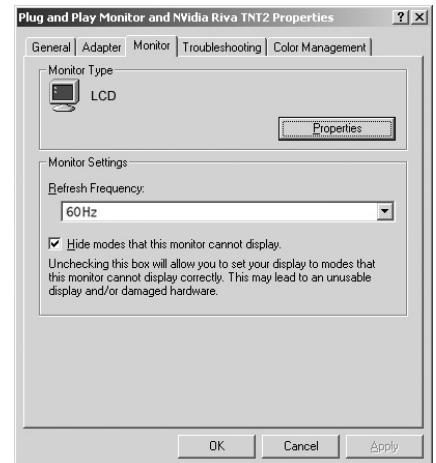 Plug and Play Monitor and NVidia Riva TNT2 Properties
General Adapter Monitor Troubleshooting Color Management
Monitor Type
LCD
Properties
Monitor Settings
Refresh Frequency:
60Hz
Hide modes that this monitor cannot display.
Unchecking this box will allow you to set your display to modes that
this monitor cannot display correctly. This may lead to an unusable
display and/or damaged hardware.
OK Cancel Apply